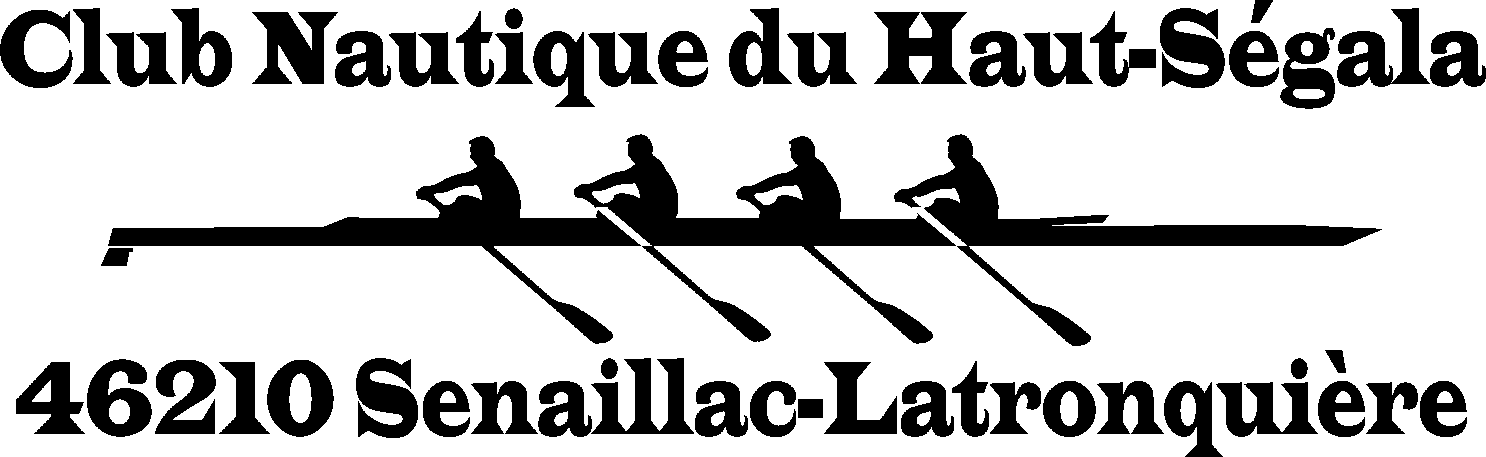 Club Nautique du Haut-Ségala
46210 Senaillac-Latronquière